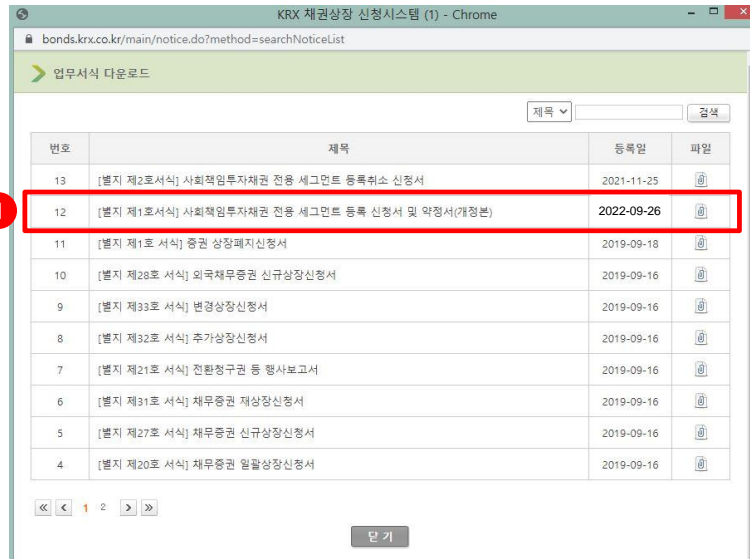 KRX 채권상장 신청시스템 (1) - Chrome
bonds.krx.co.kr/main/notice.do?method=searchNoticeList
업무서식 다운로드
제목 검색
번호 제목 등록일 파일
13 [별지 제2호서식] 사회책임투자채권 전용 세그먼트 등록취소 신청서 2021-11-25
12 [별지 제1호서식] 사회책임투자채권 전용 세그먼트 등록 신청서 및 약정서(개정본) 2022-09-26
11 [별지 제1호 서식] 증권 상장폐지신청서 2019-09-18
10 [별지 제28호 서식] 외국채무증권 신규상장신청서 2019-09-16
9 [별지 제33호 서식] 변경상장신청서 2019-09-16
8 [별지 제32호 서식] 추가상장신청서 2019-09-16
7 [별지 제21호 서식] 전환청구권 등 행사보고서 2019-09-16
6 [별지 제31호 서식] 채무증권 재상장신청서 2019-09-16
5 [별지 제27호 서식] 채무증권 신규상장신청서 2019-09-16
4 [별지 제20호 서식] 채무증권 일괄상장신청서 2019-09-16
« < 1 2 > »
닫기